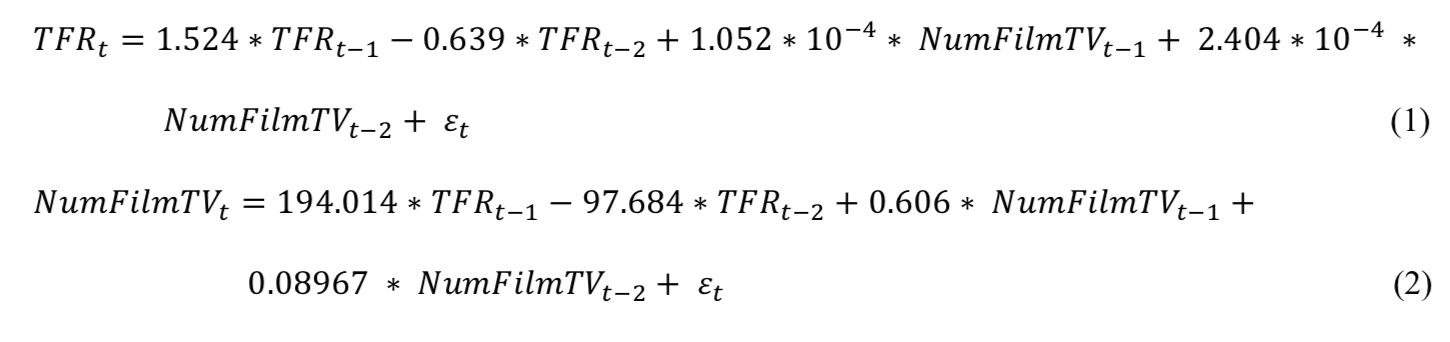 TFR_t = 1.524 * TFR_{t−1} − 0.639 * TFR_{t−2} + 1.052 * 10^{−4} * NumFilmTV_{t−1} + 2.404 * 10^{−4} *
NumFilmTV_{t−2} + ε_t (1)
NumFilmTV_t = 194.014 * TFR_{t−1} − 97.684 * TFR_{t−2} + 0.606 * NumFilmTV_{t−1} +
0.08967 * NumFilmTV_{t−2} + ε_t (2)